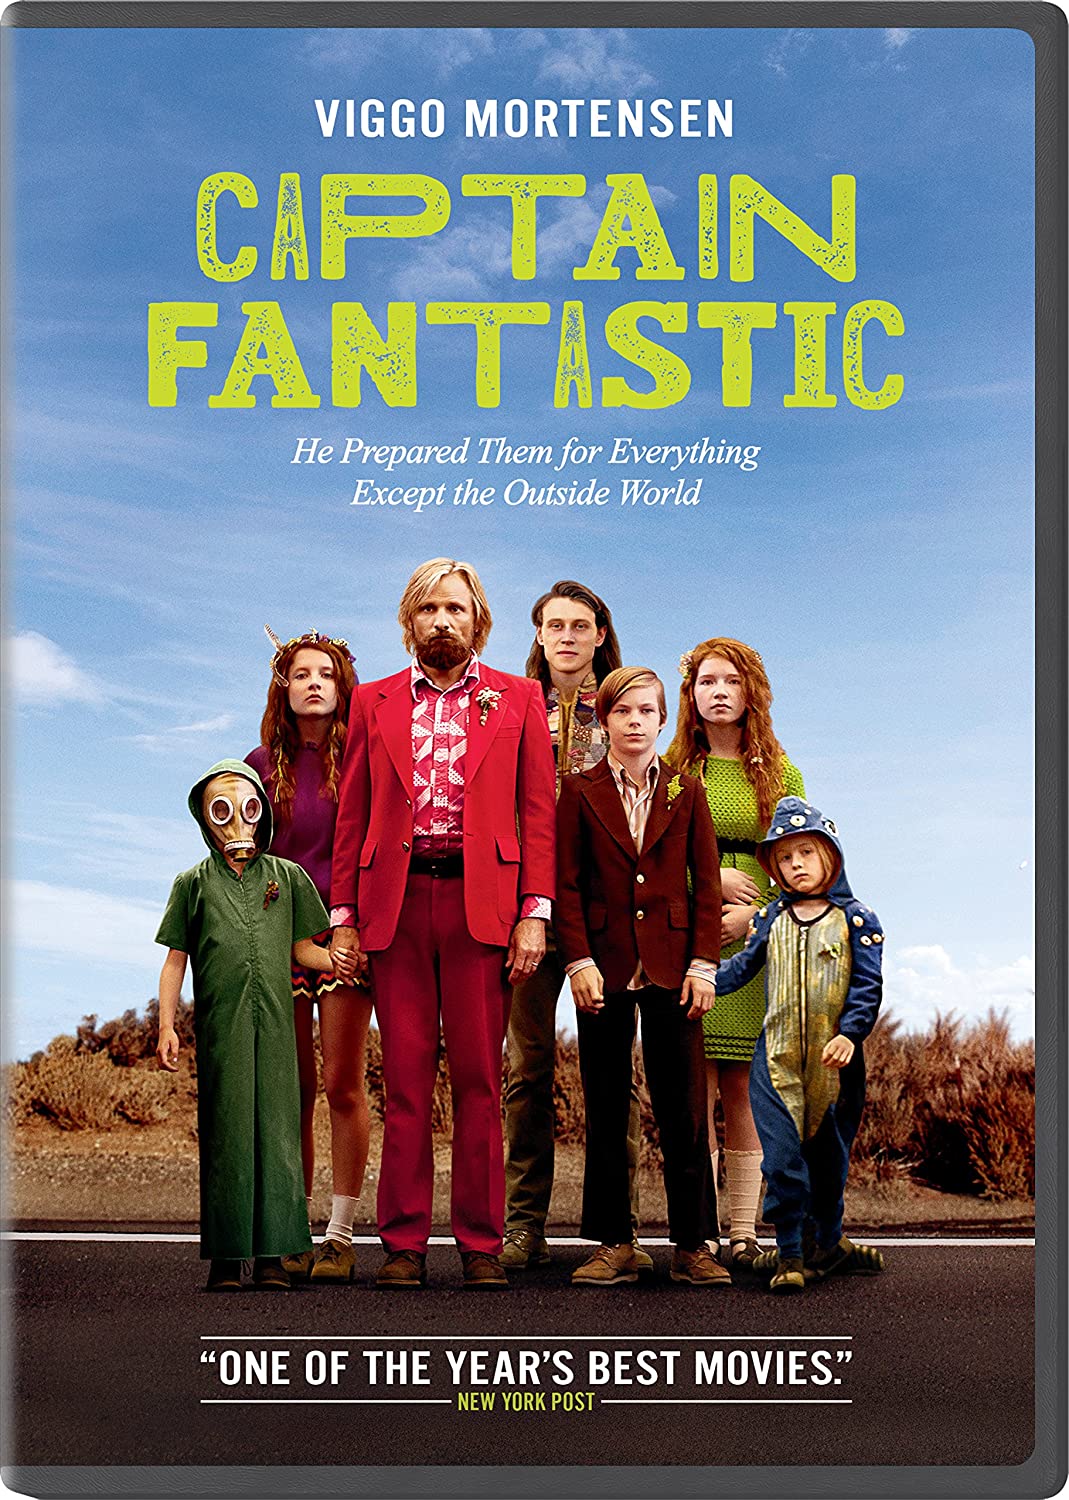 VIGGO MORTENSEN
CAPTAIN
FANTASTIC
He Prepared Them for Everything
Except the Outside World
“ONE OF THE YEAR’S BEST MOVIES.”
NEW YORK POST